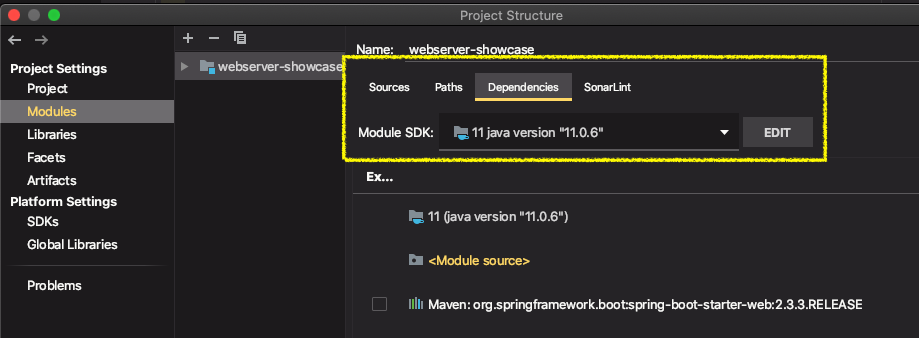 Project Structure
Project Settings
Project
Modules
Libraries
Facets
Artifacts
Platform Settings
SDKs
Global Libraries
Problems
webserver-showcase
Name: webserver-showcase
Sources Paths Dependencies SonarLint
Module SDK: 11 java version "11.0.6" EDIT
Ex...
11 (java version "11.0.6")
<Module source>
Maven: org.springframework.boot:spring-boot-starter-web:2.3.3.RELEASE